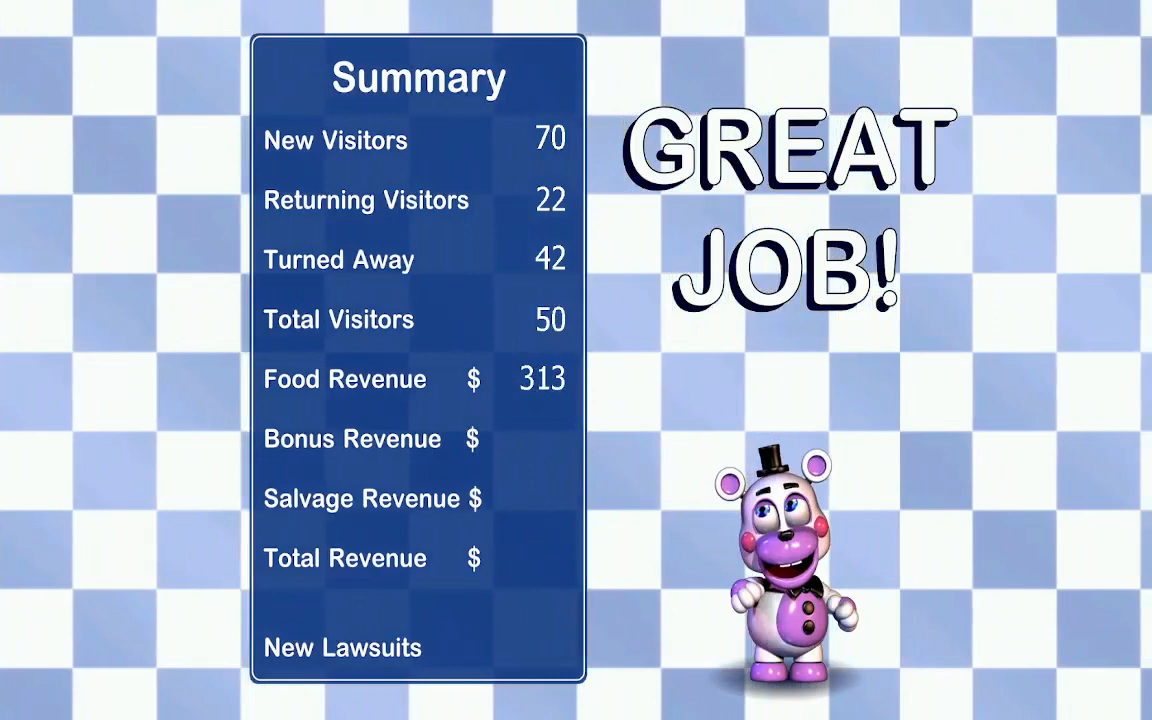 Summary
New Visitors 70
Returning Visitors 22
Turned Away 42
Total Visitors 50
Food Revenue $ 313
Bonus Revenue $
Salvage Revenue $
Total Revenue $
New Lawsuits
GREAT
JOB!